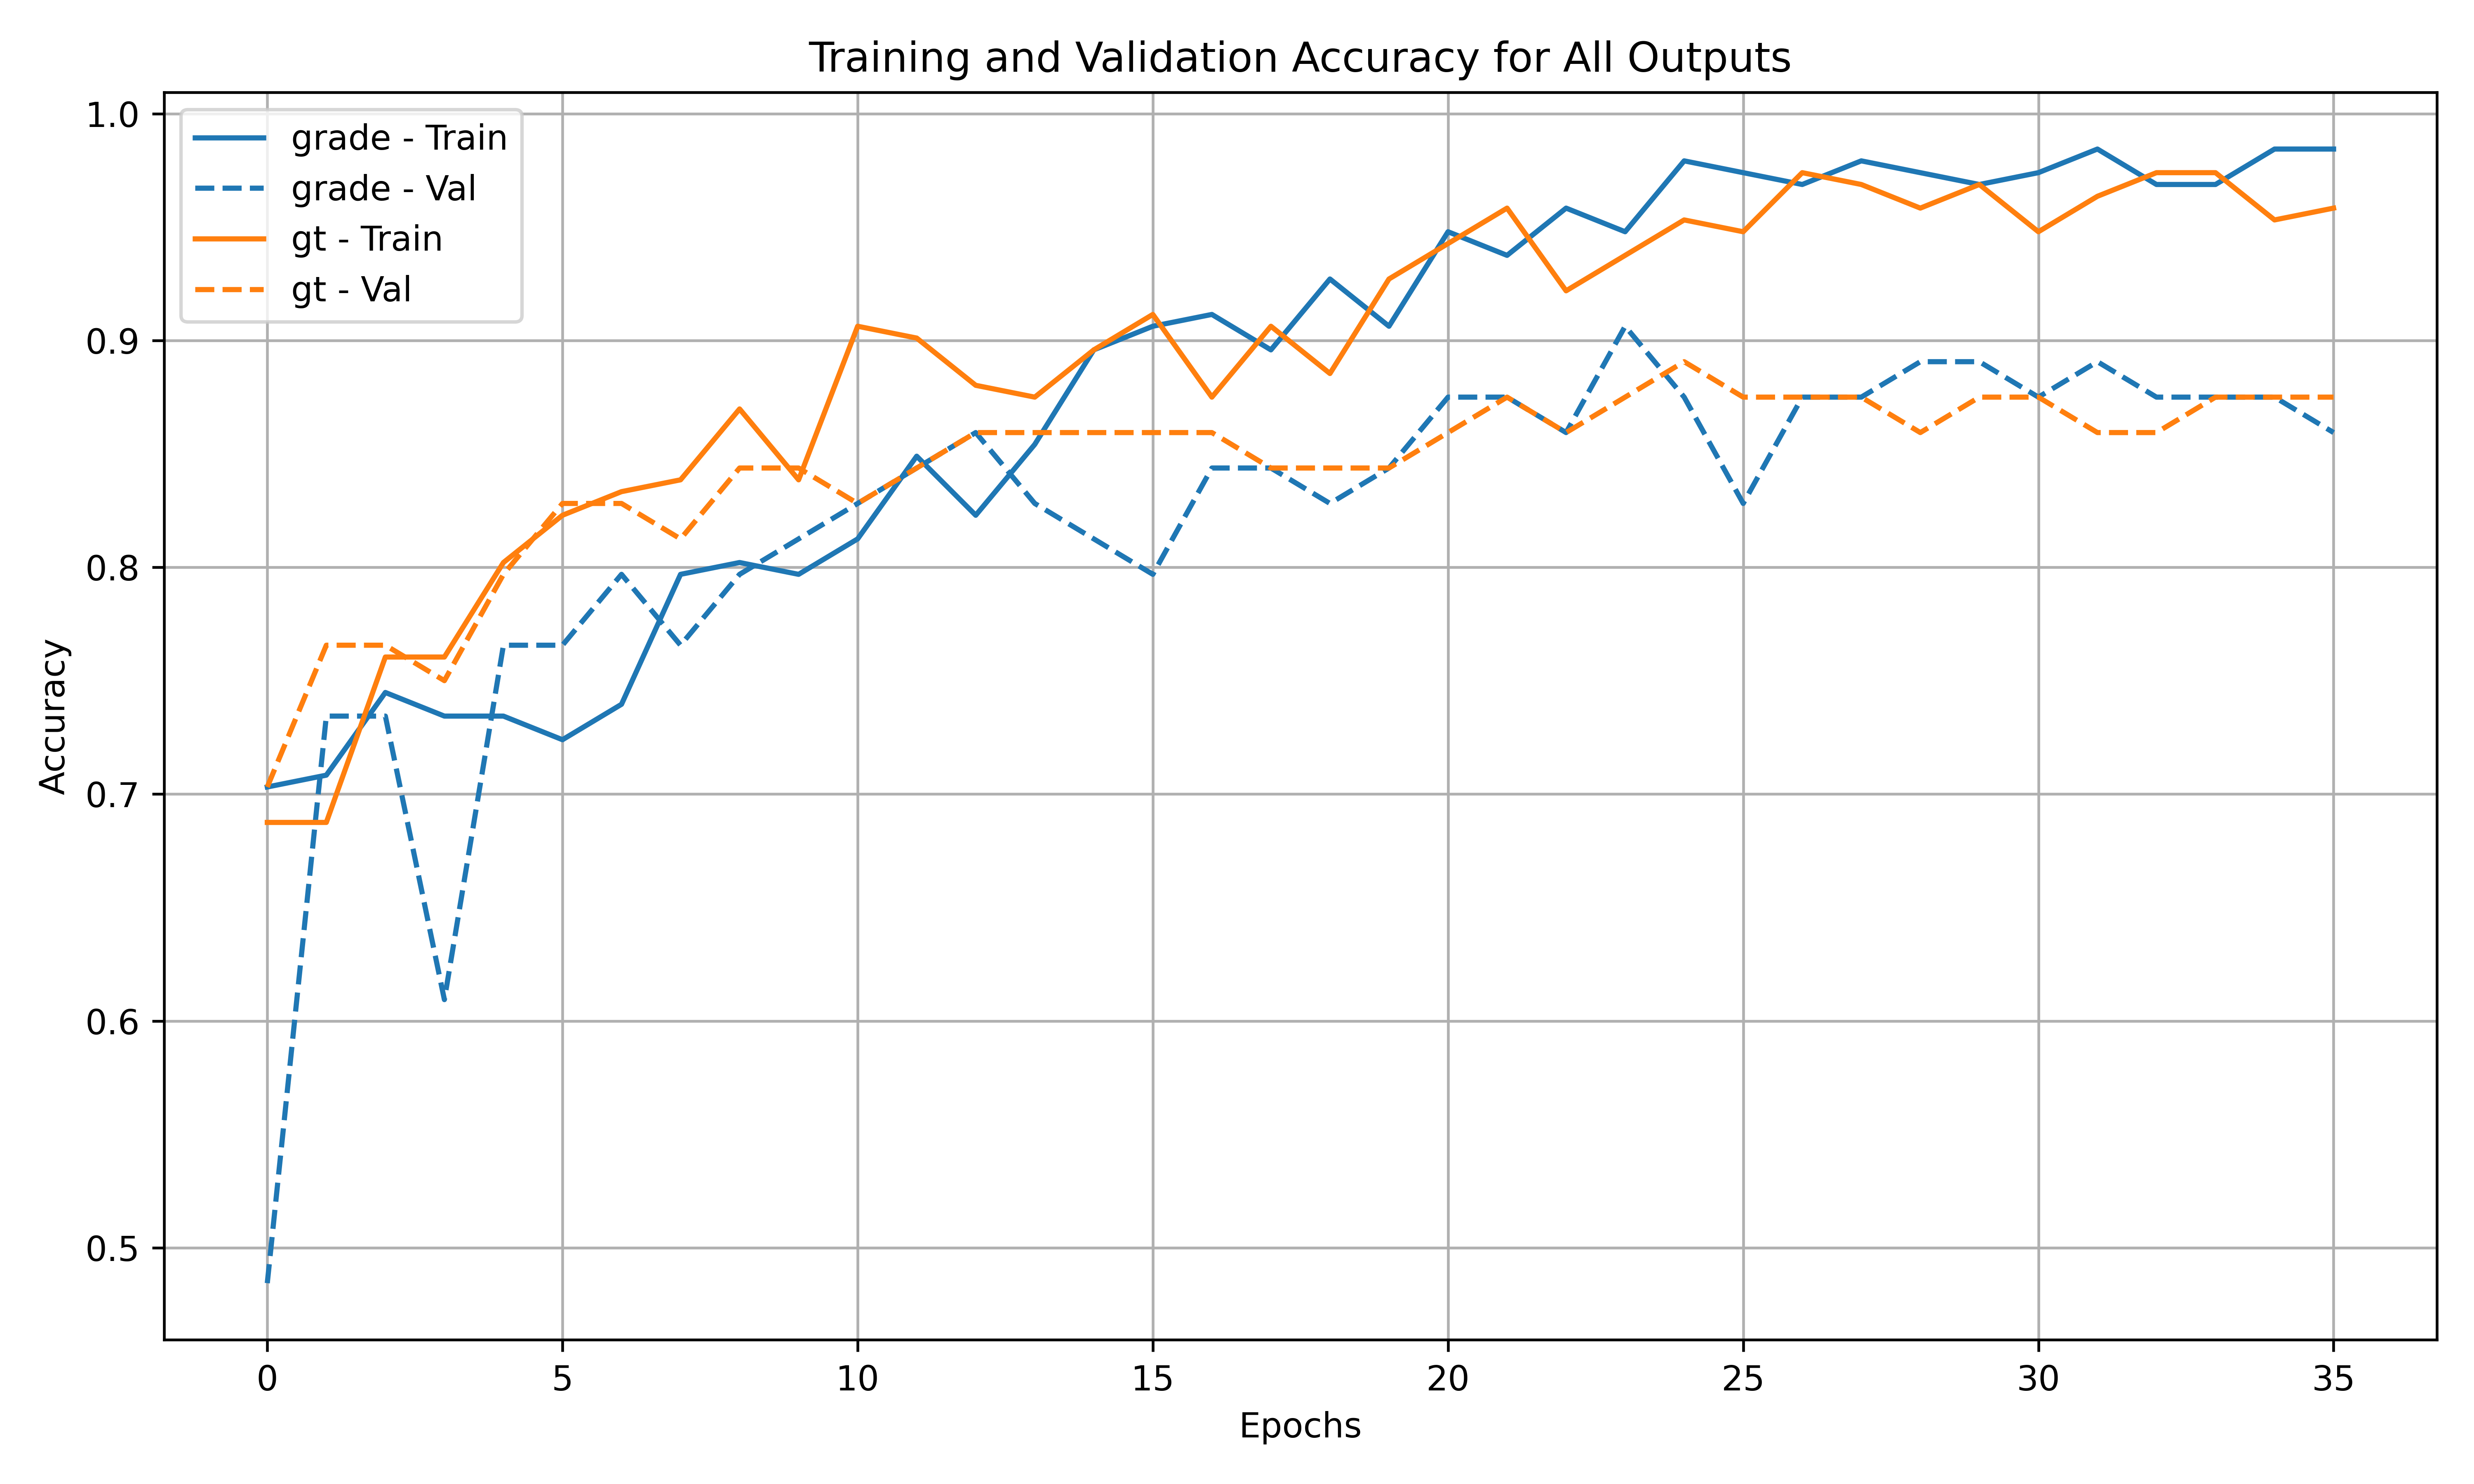 Training and Validation Accuracy for All Outputs
grade - Train
grade - Val
gt - Train
gt - Val
Accuracy
1.0
0.9
0.8
0.7
0.6
0.5
0 5 10 15 20 25 30 35
Epochs